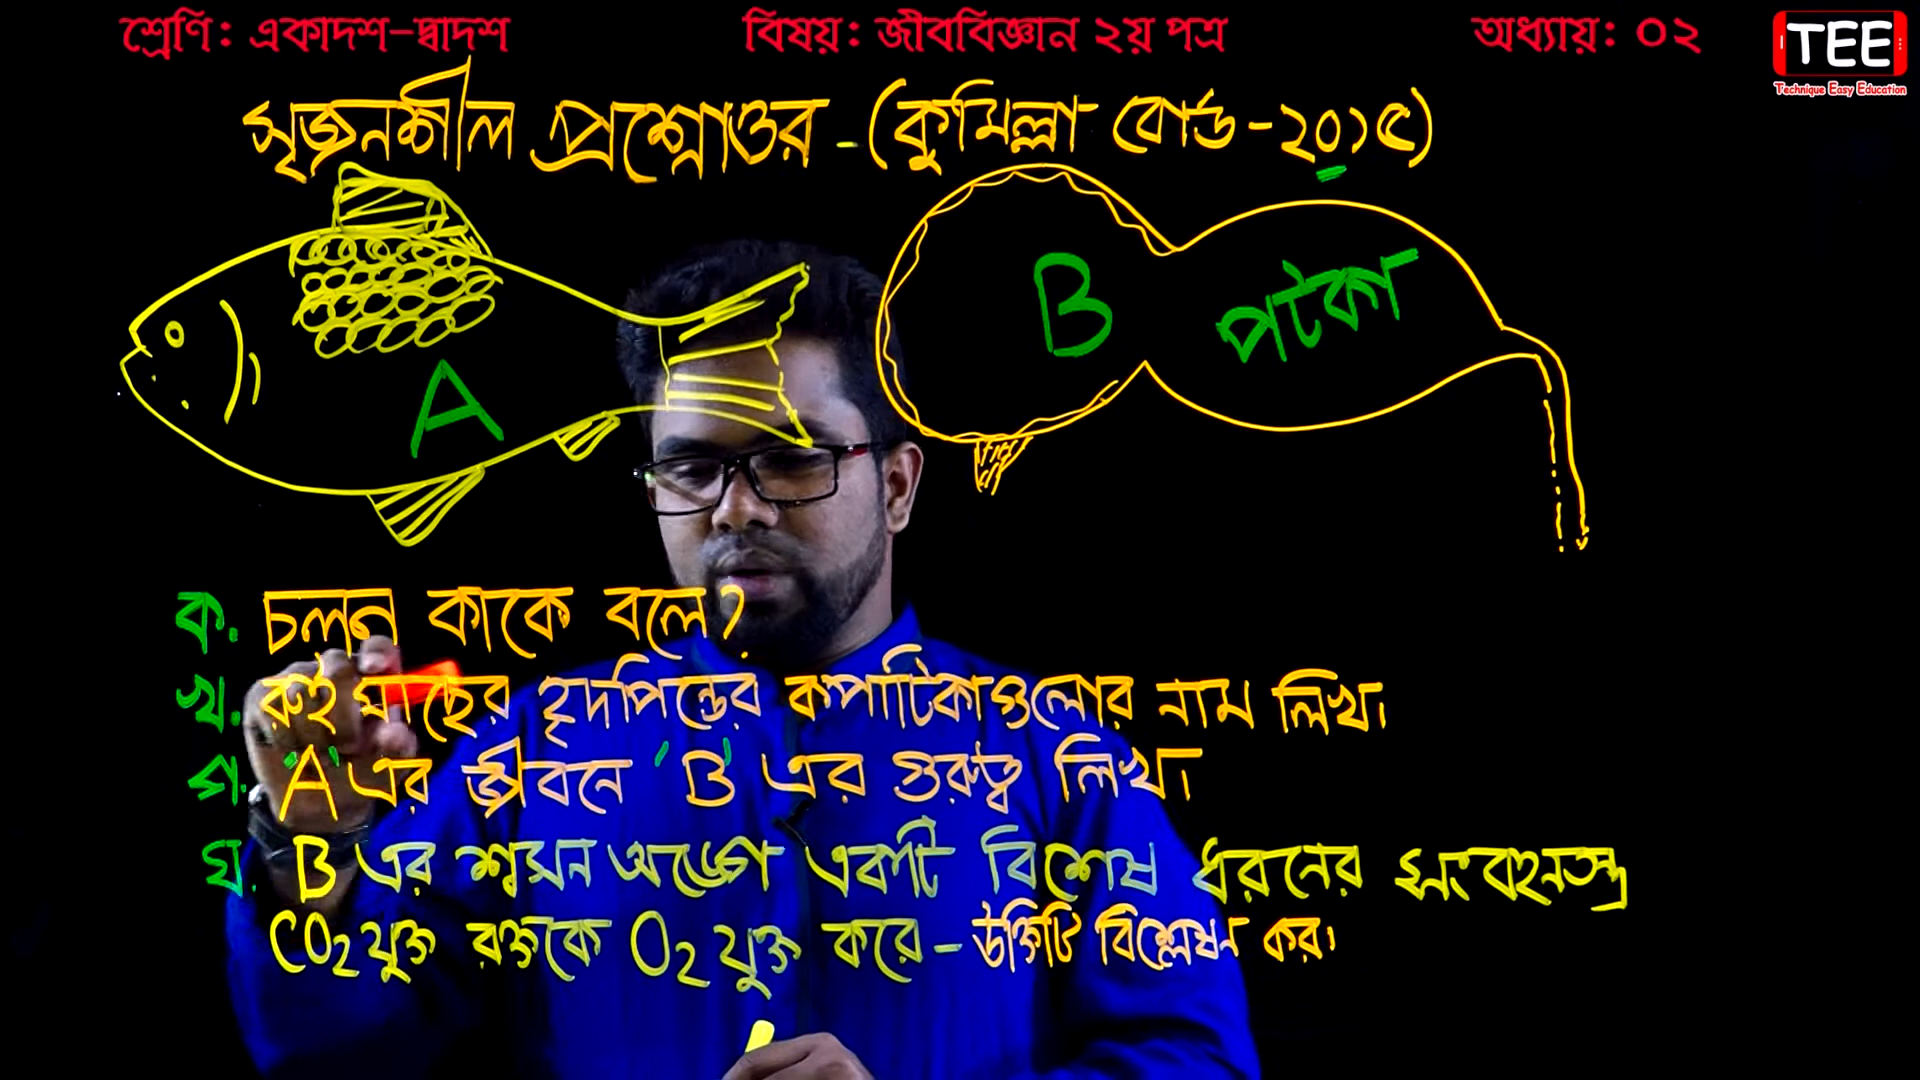 শ্রেণি: একাদশ-দ্বাদশ বিষয়: জীববিজ্ঞান ২য় পত্র অধ্যায়: ০২
TEE
Technique Easy Education
সৃজনশীল প্রশ্নোত্তর - (কুমিল্লা বোর্ড-২০১৫)
A
B পটকা
ক. চলন কাকে বলে?
খ. রুই মাছের হৃদপিন্ডের কপাটিকাগুলোর নাম লিখ।
গ. 'A' এর জীবনে 'B' এর গুরুত্ব লিখ।
ঘ. B এর শ্বসন অঙ্গে একটি বিশেষ ধরনের সংবহনতন্ত্র
CO₂ যুক্ত রক্তকে O₂ যুক্ত করে - উক্তিটি বিশ্লেষণ কর।